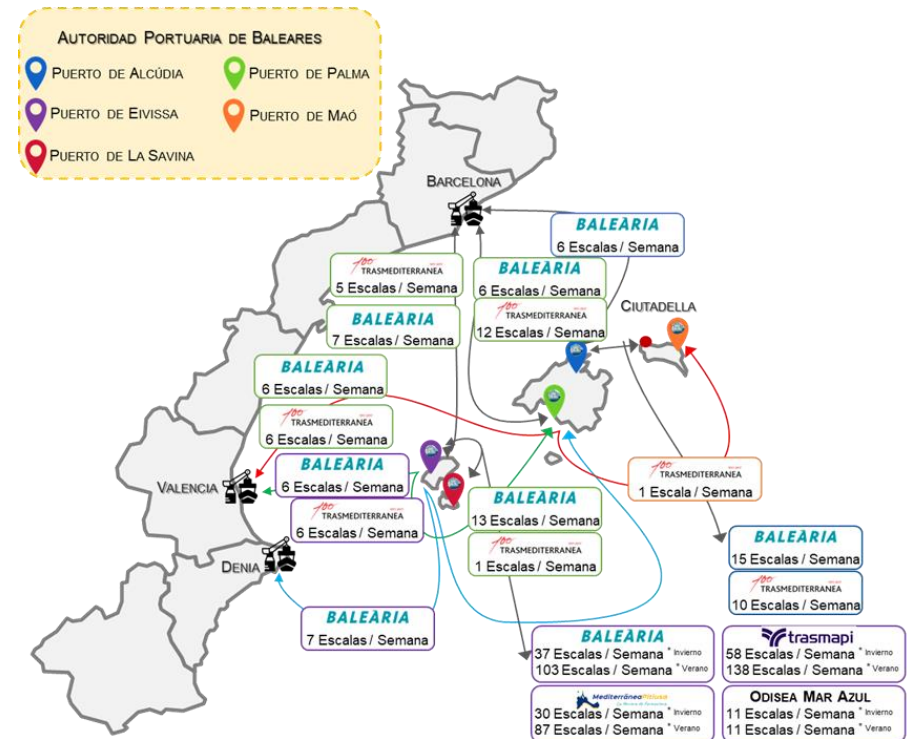 AUTORIDAD PORTUARIA DE BALEARES
PUERTO DE ALCÚDIA
PUERTO DE PALMA
PUERTO DE EIVISSA
PUERTO DE MAÓ
PUERTO DE LA SAVINA
BARCELONA
BALEÀRIA
6 Escalas / Semana
TRASMEDITERRANEA
5 Escalas / Semana
BALEÀRIA
6 Escalas / Semana
TRASMEDITERRANEA
12 Escalas / Semana
CIUTADELLA
BALEÀRIA
7 Escalas / Semana
BALEÀRIA
6 Escalas / Semana
TRASMEDITERRANEA
6 Escalas / Semana
VALENCIA
BALEÀRIA
6 Escalas / Semana
TRASMEDITERRANEA
6 Escalas / Semana
TRASMEDITERRANEA
1 Escala / Semana
BALEÀRIA
13 Escalas / Semana
TRASMEDITERRANEA
1 Escalas / Semana
DENIA
BALEÀRIA
15 Escalas / Semana
TRASMEDITERRANEA
10 Escalas / Semana
BALEÀRIA
7 Escalas / Semana
BALEÀRIA
37 Escalas / Semana * Invierno
103 Escalas / Semana * Verano
trasmapi
58 Escalas / Semana * Invierno
138 Escalas / Semana * Verano
MediterráneaPitiusa
30 Escalas / Semana * Invierno
87 Escalas / Semana * Verano
ODISEA MAR AZUL
11 Escalas / Semana * Invierno
11 Escalas / Semana * Verano